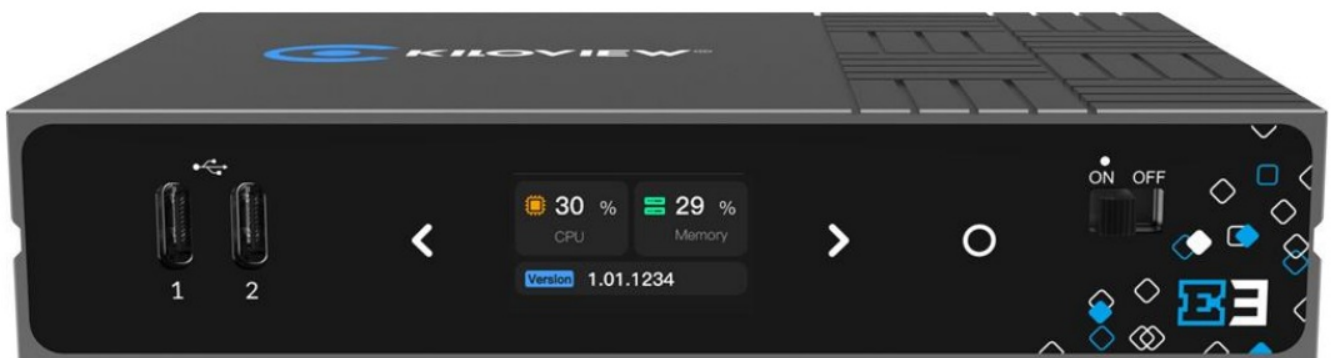 KILOVIEW
ON OFF
30 %
CPU
29 %
Memory
Version 1.01.1234
1 2
E3